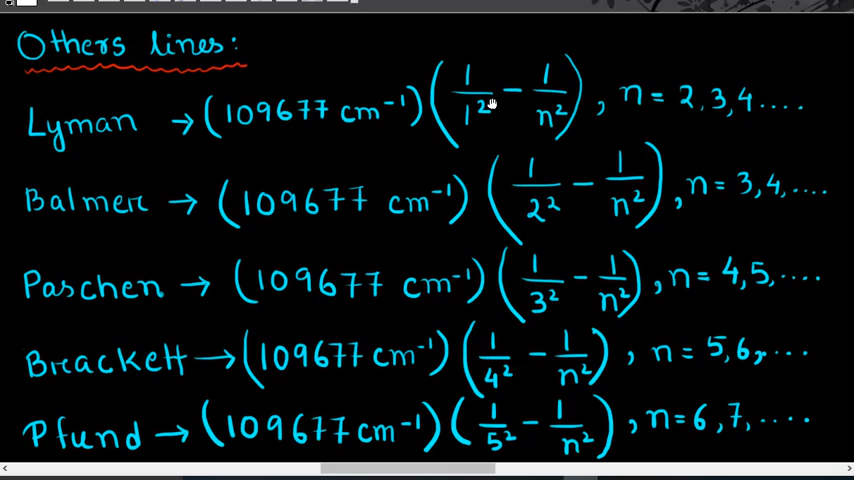 Others lines:
Lyman → (109677 cm⁻¹) (1/1² - 1/n²), n = 2,3,4....
Balmer → (109677 cm⁻¹) (1/2² - 1/n²), n = 3,4,....
Paschen → (109677 cm⁻¹) (1/3² - 1/n²), n = 4,5,....
Brackett → (109677 cm⁻¹) (1/4² - 1/n²), n = 5,6,...
Pfund → (109677 cm⁻¹) (1/5² - 1/n²), n = 6,7,....